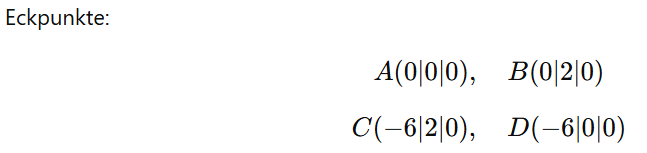 Eckpunkte:
A(0|0|0),    B(0|2|0)
C(−6|2|0),    D(−6|0|0)